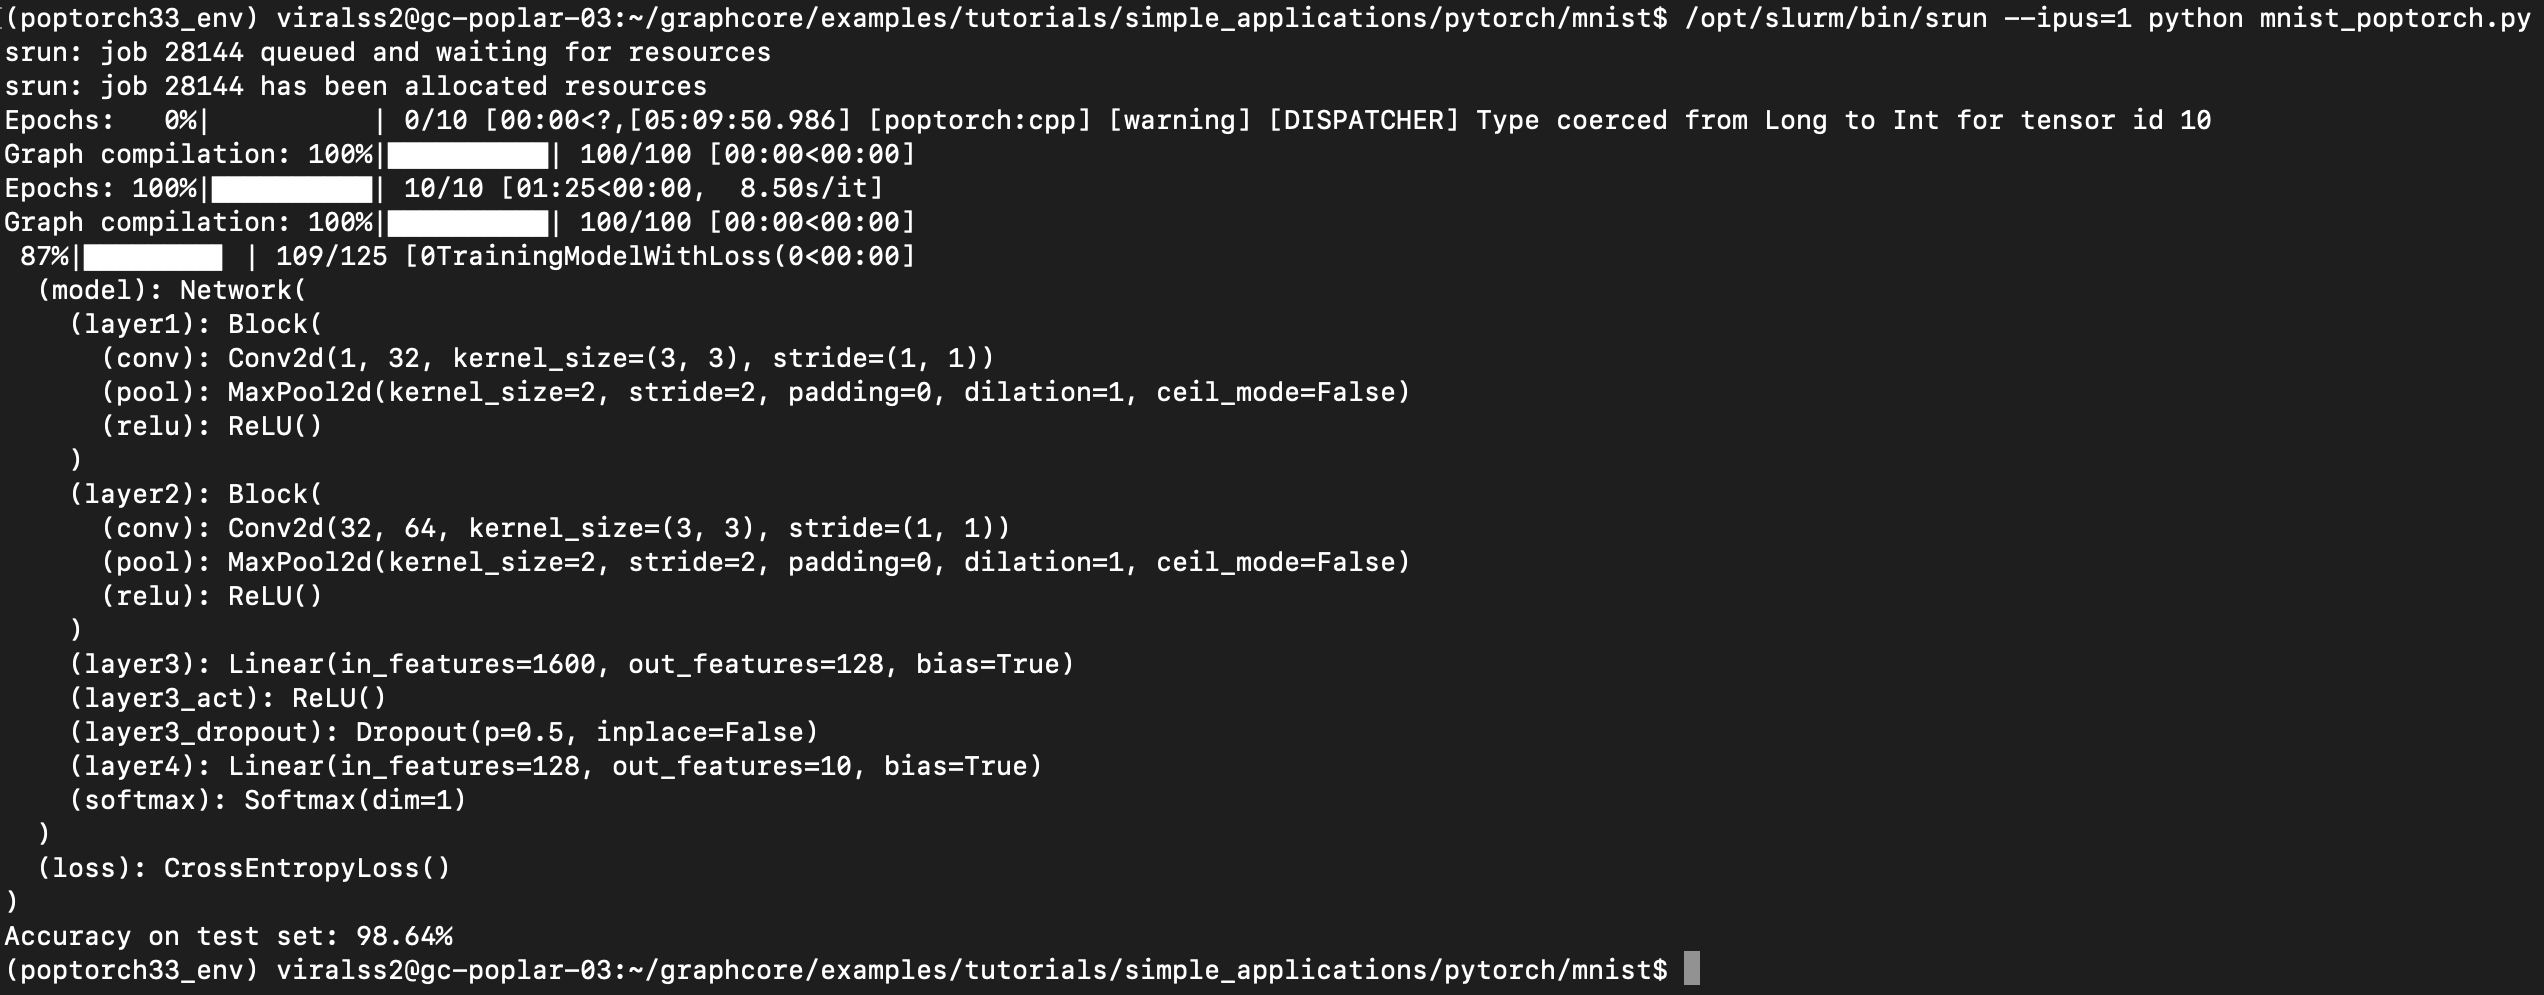 (poptorch33_env) viralss2@gc-poplar-03:~/graphcore/examples/tutorials/simple_applications/pytorch/mnist$ /opt/slurm/bin/srun --ipus=1 python mnist_poptorch.py
srun: job 28144 queued and waiting for resources
srun: job 28144 has been allocated resources
Epochs:   0%|          | 0/10 [00:00<?,[05:09:50.986] [poptorch:cpp] [warning] [DISPATCHER] Type coerced from Long to Int for tensor id 10
Graph compilation: 100%|██████████| 100/100 [00:00<00:00]
Epochs: 100%|██████████| 10/10 [01:25<00:00,  8.50s/it]
Graph compilation: 100%|██████████| 100/100 [00:00<00:00]
 87%|████████▋ | 109/125 [0TrainingModelWithLoss(0<00:00]
  (model): Network(
    (layer1): Block(
      (conv): Conv2d(1, 32, kernel_size=(3, 3), stride=(1, 1))
      (pool): MaxPool2d(kernel_size=2, stride=2, padding=0, dilation=1, ceil_mode=False)
      (relu): ReLU()
    )
    (layer2): Block(
      (conv): Conv2d(32, 64, kernel_size=(3, 3), stride=(1, 1))
      (pool): MaxPool2d(kernel_size=2, stride=2, padding=0, dilation=1, ceil_mode=False)
      (relu): ReLU()
    )
    (layer3): Linear(in_features=1600, out_features=128, bias=True)
    (layer3_act): ReLU()
    (layer3_dropout): Dropout(p=0.5, inplace=False)
    (layer4): Linear(in_features=128, out_features=10, bias=True)
    (softmax): Softmax(dim=1)
  )
  (loss): CrossEntropyLoss()
)
Accuracy on test set: 98.64%
(poptorch33_env) viralss2@gc-poplar-03:~/graphcore/examples/tutorials/simple_applications/pytorch/mnist$